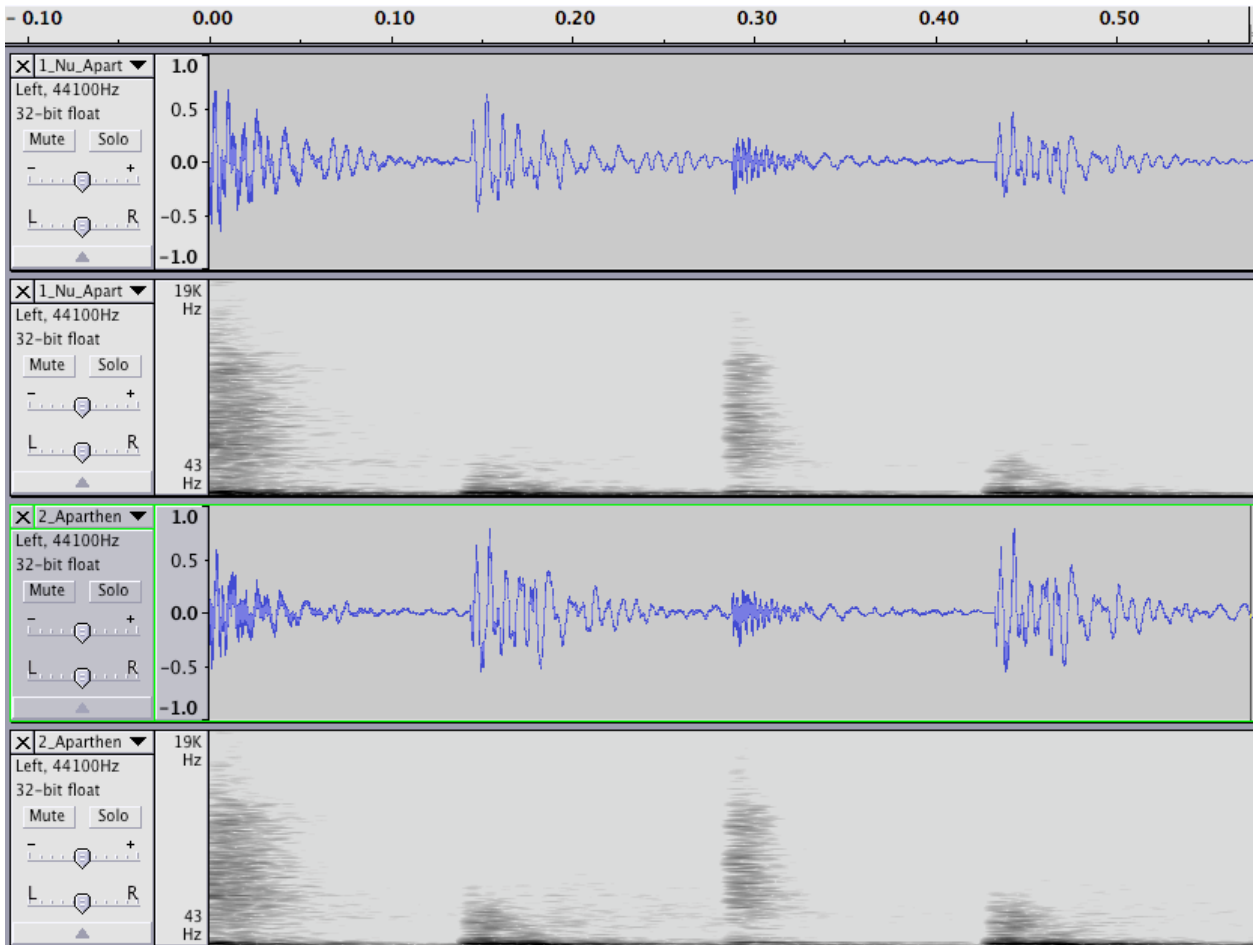 - 0.10 0.00 0.10 0.20 0.30 0.40 0.50
X 1_Nu_Apart 1.0
Left, 44100Hz
32-bit float 0.5
Mute Solo
- + 0.0
L R -0.5
-1.0
X 1_Nu_Apart 19K
Left, 44100Hz Hz
32-bit float
Mute Solo
- +
L R 43
Hz
X 2_Aparthen 1.0
Left, 44100Hz
32-bit float 0.5
Mute Solo
- + 0.0
L R -0.5
-1.0
X 2_Aparthen 19K
Left, 44100Hz Hz
32-bit float
Mute Solo
- +
L R 43
Hz